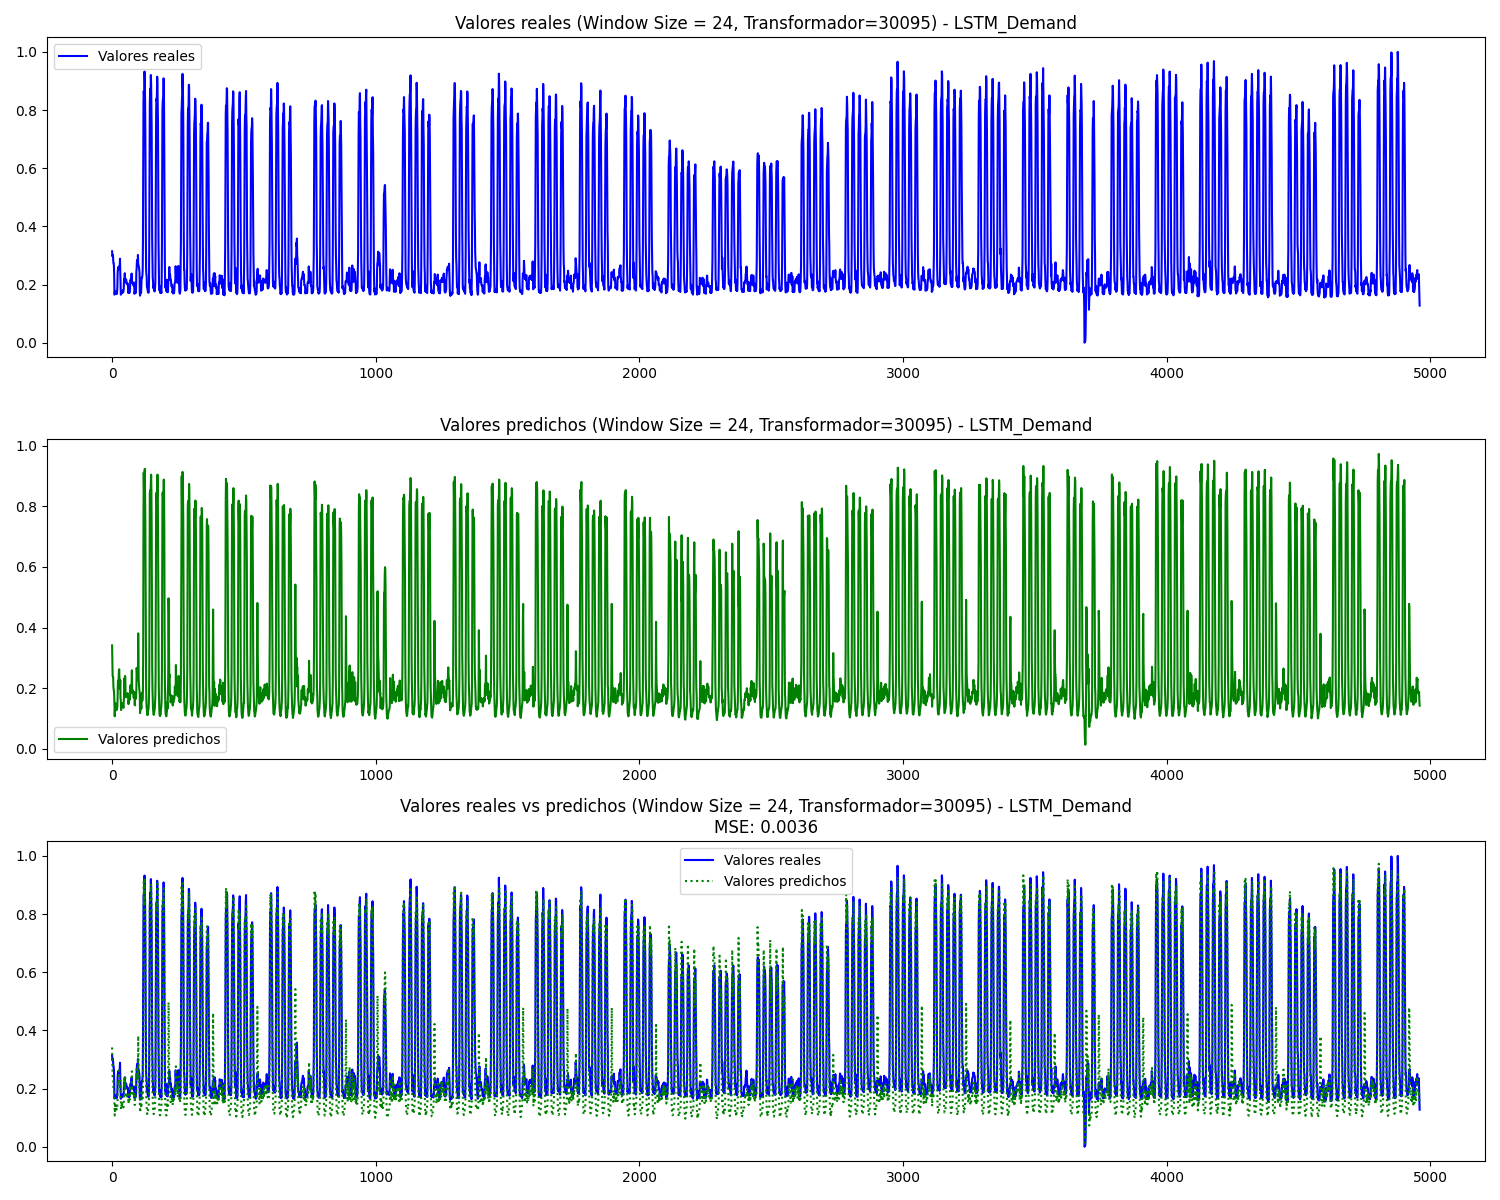 Valores reales (Window Size = 24, Transformador=30095) - LSTM_Demand
Valores reales
1.0
0.8
0.6
0.4
0.2
0.0
0 1000 2000 3000 4000 5000
Valores predichos (Window Size = 24, Transformador=30095) - LSTM_Demand
1.0
0.8
0.6
0.4
0.2
0.0
Valores predichos
0 1000 2000 3000 4000 5000
Valores reales vs predichos (Window Size = 24, Transformador=30095) - LSTM_Demand
MSE: 0.0036
Valores reales
Valores predichos
1.0
0.8
0.6
0.4
0.2
0.0
0 1000 2000 3000 4000 5000